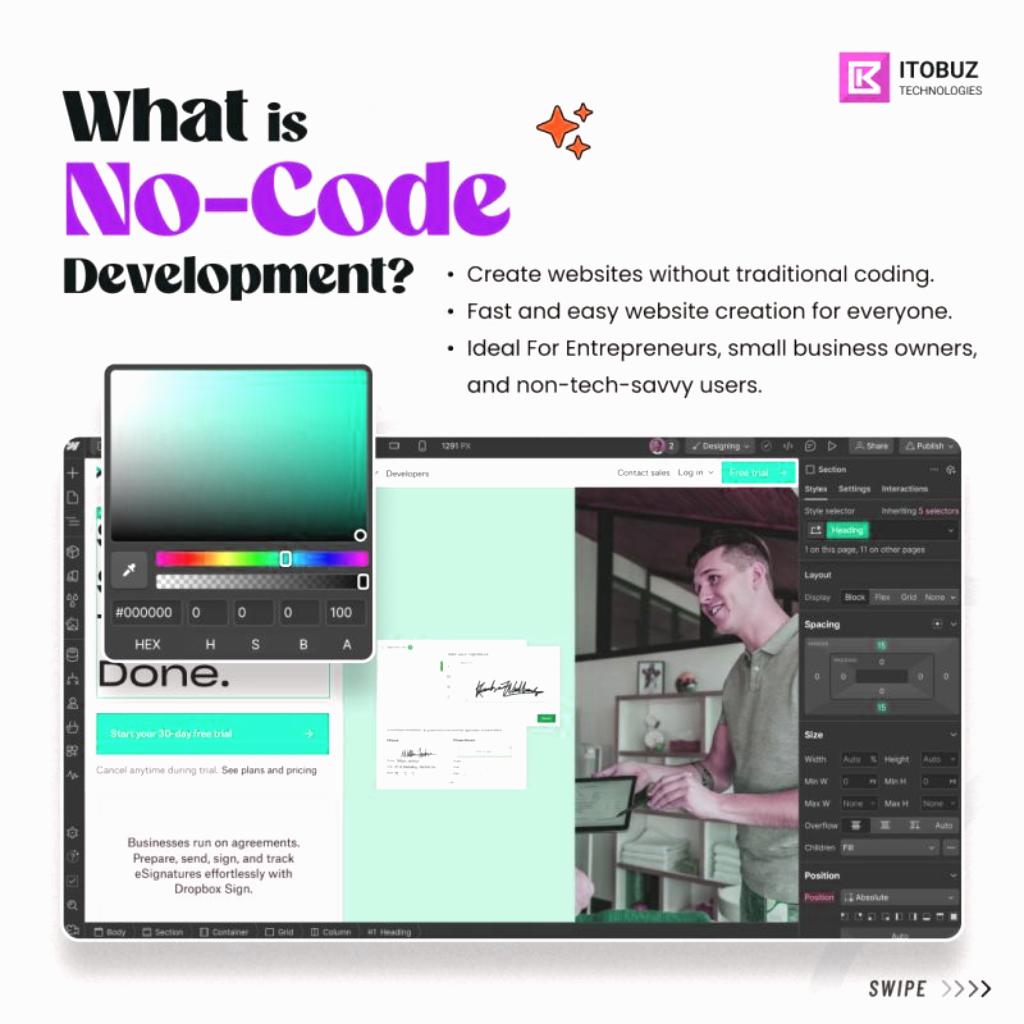 ITOBUZ
TECHNOLOGIES
What is
No-Code
Development?
• Create websites without traditional coding.
• Fast and easy website creation for everyone.
• Ideal For Entrepreneurs, small business owners,
and non-tech-savvy users.
1291 PX
2
Designing
Share
Publish
Developers
Contact sales
Log in
Free trial
#000000 0 0 0 100
HEX H S B A
Done.
Start your 30-day free trial
Cancel anytime during trial. See plans and pricing
Businesses run on agreements.
Prepare, send, sign, and track
eSignatures effortlessly with
Dropbox Sign.
Section
Styles Settings Interactions
Style selector Inheriting 5 selectors
Heading
1 on this page, 11 on other pages
Layout
Display Block Flex Grid None
Spacing
MARGIN
15
PADDING
0
0 0 0 0
0
15
Size
Width Auto % Height Auto
Min W 0 PX Min H 0
Max W None Max H None
Overflow Auto
Children Fill
Position
Position Absolute
Auto
Body Section Container Grid Column H1 Heading
SWIPE